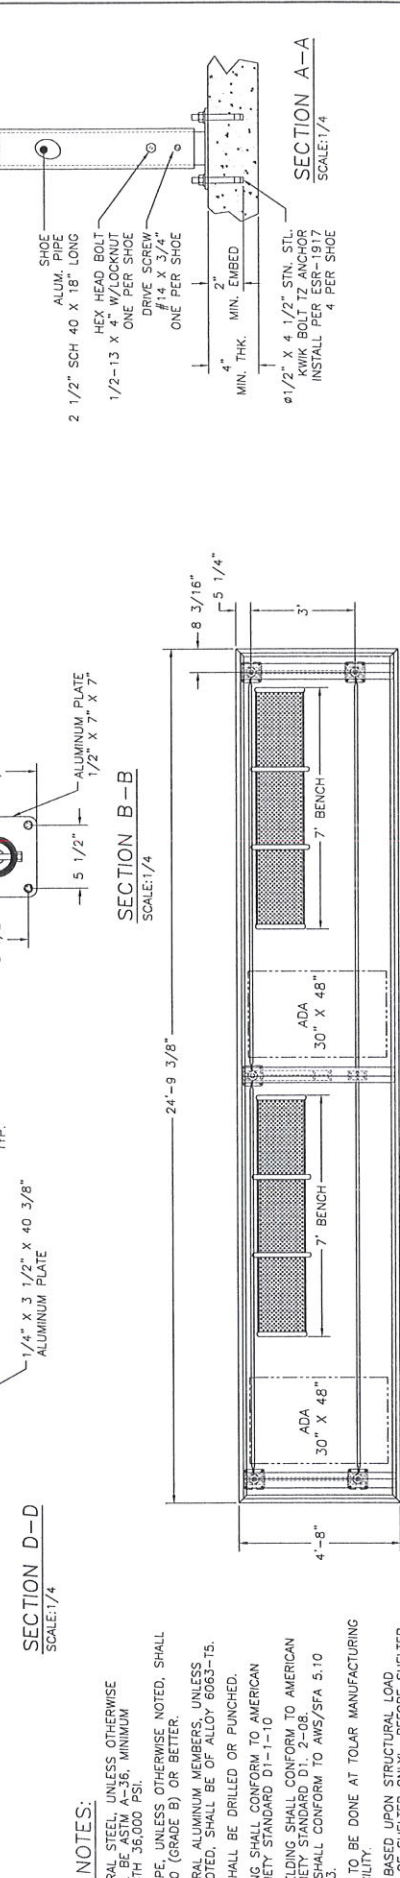 SECTION D-D
SCALE:1/4
1/4" X 3 1/2" X 40 3/8"
ALUMINUM PLATE
TYP.
SECTION B-B
SCALE:1/4
5 1/2"
ALUMINUM PLATE
1/2" X 7" X 7"
SHOE
ALUM. PIPE
2 1/2" SCH 40 X 18" LONG
HEX HEAD BOLT
1/2-13 X 4" W/LOCKNUT
ONE PER SHOE
DRIVE SCREW
#14 X 3/4"
ONE PER SHOE
4"
MIN. THK.
2"
MIN. EMBED
ø1/2" X 4 1/2" STN. STL.
KWIK BOLT TZ ANCHOR
INSTALL PER ESR-1917
4 PER SHOE
SECTION A-A
SCALE:1/4
NOTES:
RAL STEEL, UNLESS OTHERWISE
BE ASTM A-36, MINIMUM
TH 36,000 PSI.
PE, UNLESS OTHERWISE NOTED, SHALL
(GRADE B) OR BETTER.
RAL ALUMINUM MEMBERS, UNLESS
OTED, SHALL BE OF ALLOY 6063-T5.
HALL BE DRILLED OR PUNCHED.
NG SHALL CONFORM TO AMERICAN
IETY STANDARD D1-1-10
LDING SHALL CONFORM TO AMERICAN
IETY STANDARD D1. 2-08.
SHALL CONFORM TO AWS/SFA 5.10
3.
TO BE DONE AT TOLAR MANUFACTURING
ILITY.
BASED UPON STRUCTURAL LOAD
OF SHELTER ONLY. BEFORE SHELTER
24'-9 3/8"
8 3/16"
5 1/4"
3'
4'-8"
ADA
30" X 48"
7' BENCH
ADA
30" X 48"
7' BENCH